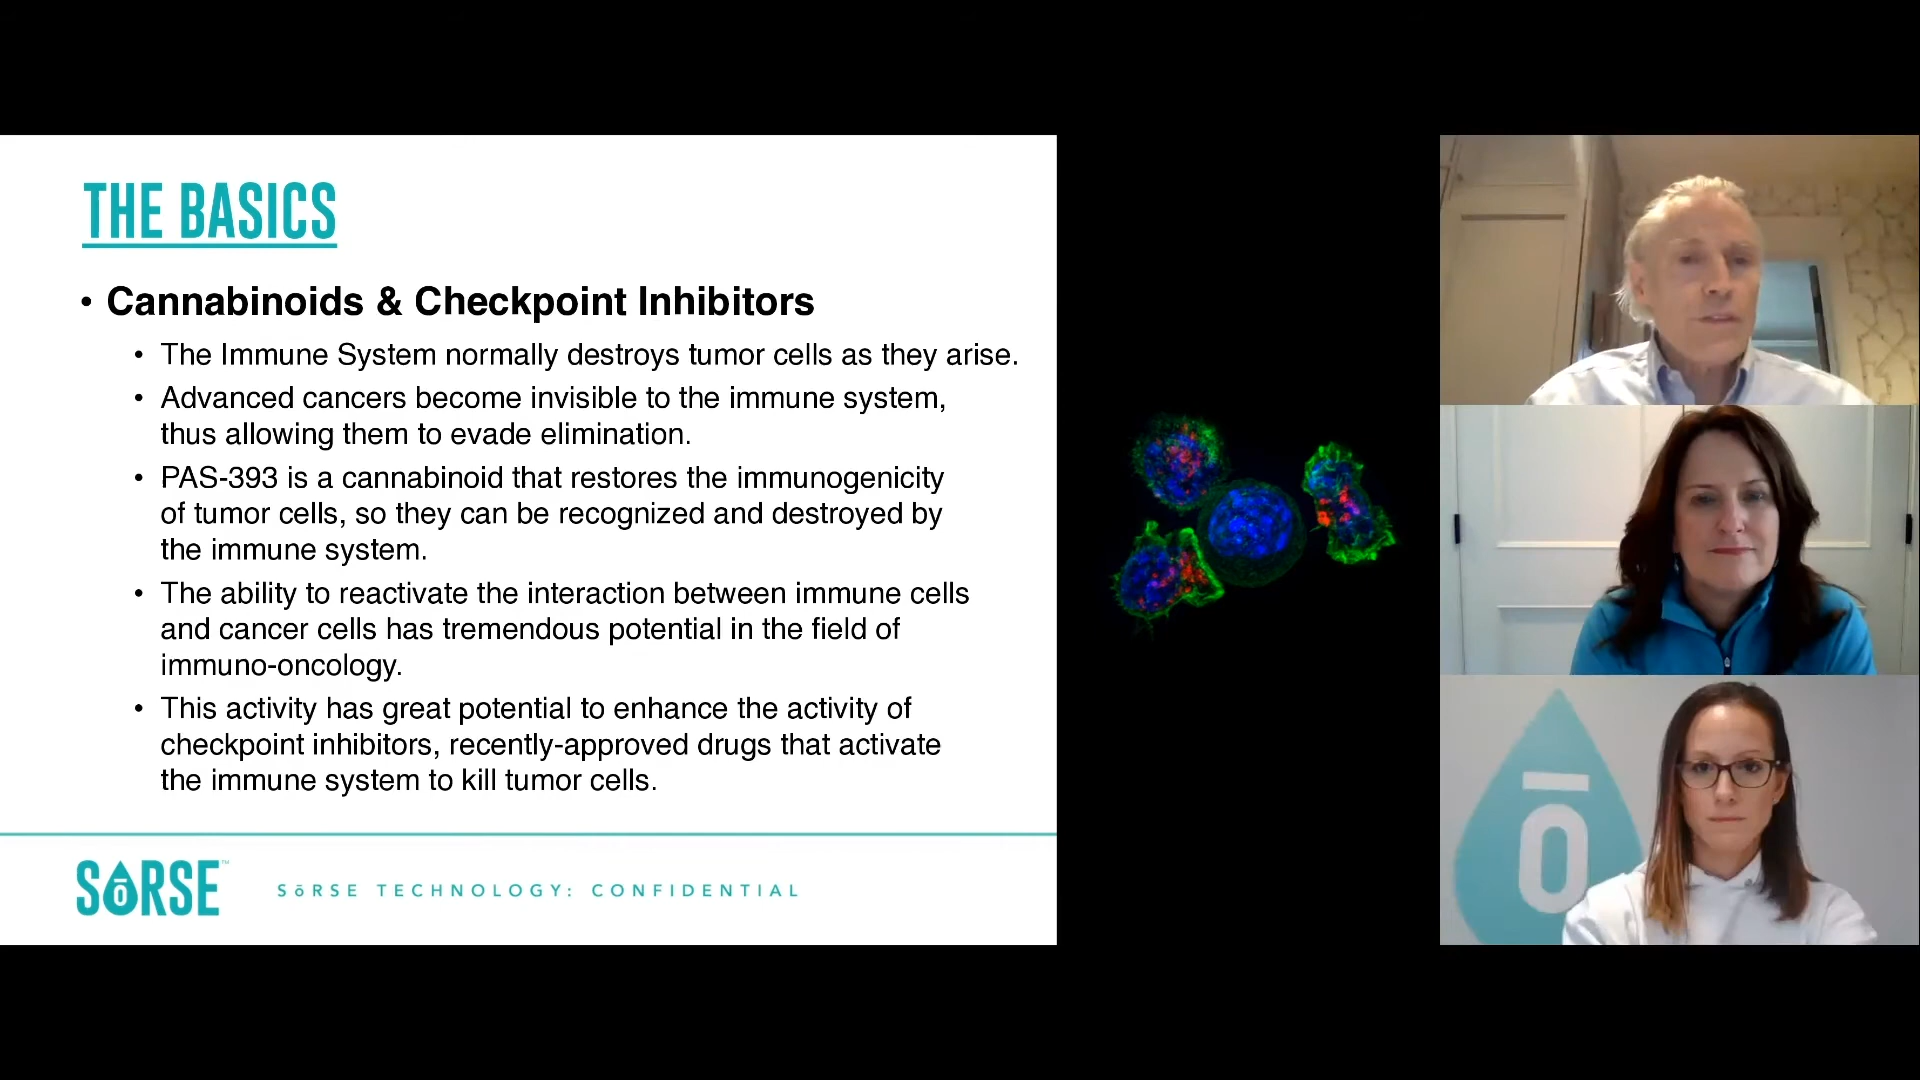 THE BASICS
• Cannabinoids & Checkpoint Inhibitors
• The Immune System normally destroys tumor cells as they arise.
• Advanced cancers become invisible to the immune system,
thus allowing them to evade elimination.
• PAS-393 is a cannabinoid that restores the immunogenicity
of tumor cells, so they can be recognized and destroyed by
the immune system.
• The ability to reactivate the interaction between immune cells
and cancer cells has tremendous potential in the field of
immuno-oncology.
• This activity has great potential to enhance the activity of
checkpoint inhibitors, recently-approved drugs that activate
the immune system to kill tumor cells.
SōRSE™
SōRSE TECHNOLOGY: CONFIDENTIAL
ō